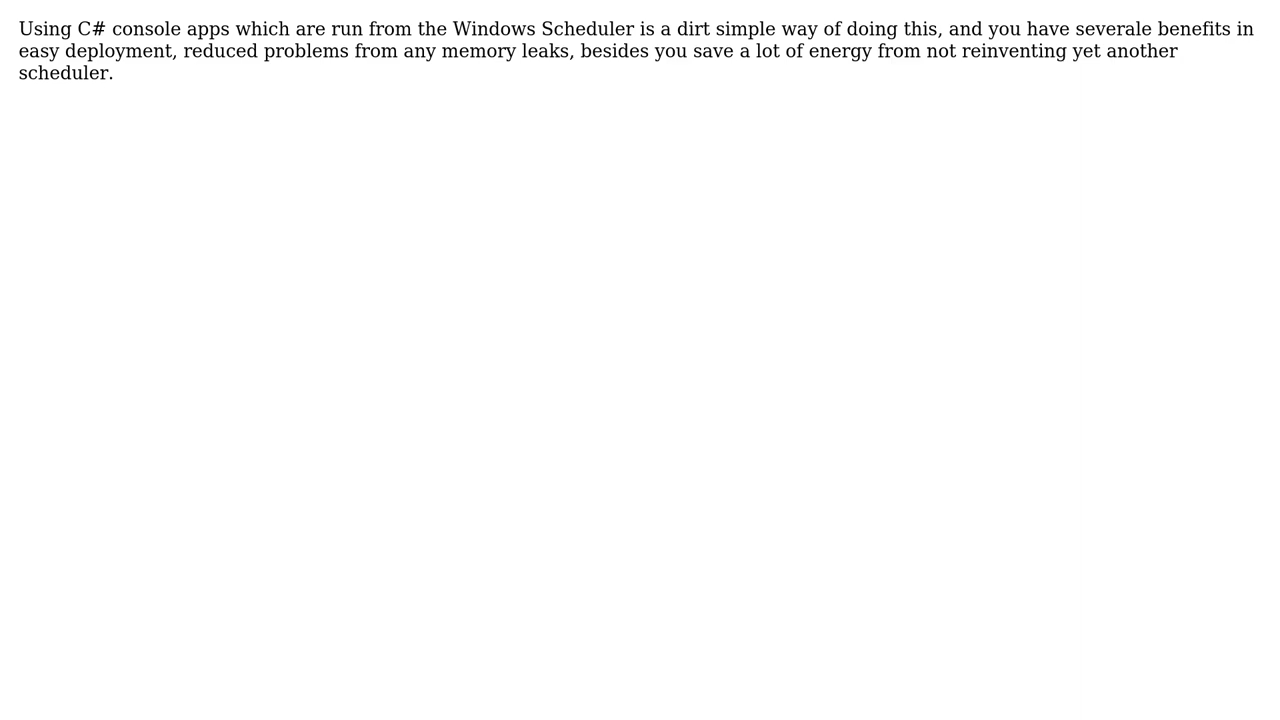 Using C# console apps which are run from the Windows Scheduler is a dirt simple way of doing this, and you have severale benefits in
easy deployment, reduced problems from any memory leaks, besides you save a lot of energy from not reinventing yet another
scheduler.